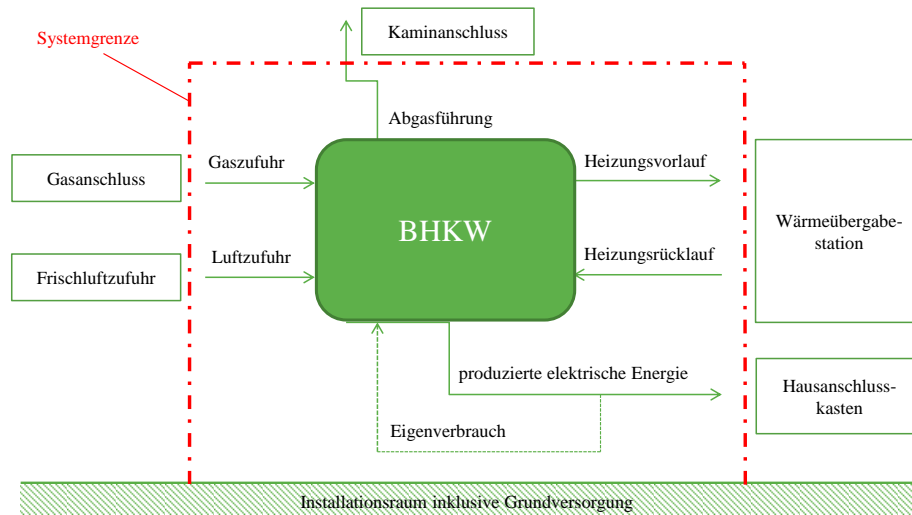 Kaminanschluss
Systemgrenze
Abgasführung
Gasanschluss
Gaszufuhr
Heizungsvorlauf
BHKW
Wärmeübergabe-
station
Frischluftzufuhr
Luftzufuhr
Heizungsrücklauf
produzierte elektrische Energie
Hausanschluss-
kasten
Eigenverbrauch
Installationsraum inklusive Grundversorgung